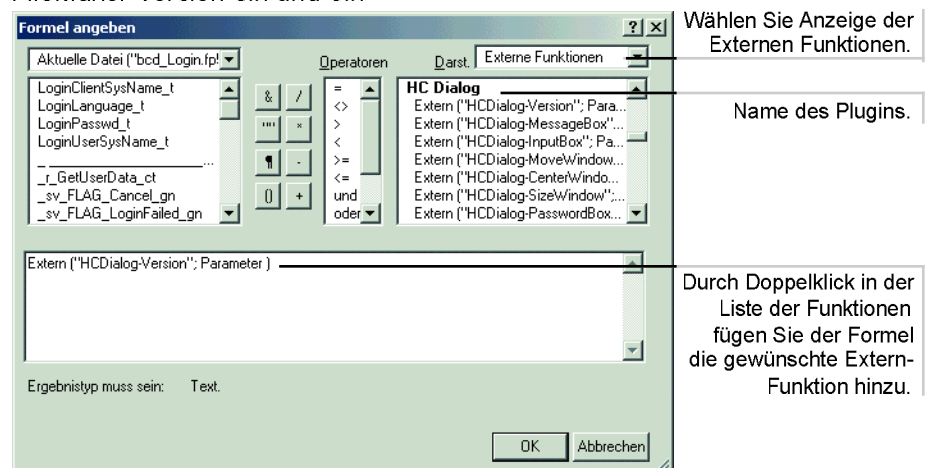 Formel angeben
Aktuelle Datei ("bcd_Login.fp!
Operatoren
Darst.
Externe Funktionen
LoginClientSysName_t
LoginLanguage_t
LoginPasswd_t
LoginUserSysName_t
_ ______________...
_r_GetUserData_ct
_sv_FLAG_Cancel_gn
_sv_FLAG_LoginFailed_gn
& /
"" *
¶ -
() +
=
<>
>
<
>=
<=
und
oder
HC Dialog
Extern ("HCDialog-Version"; Para...
Extern ("HCDialog-MessageBox"...
Extern ("HCDialog-InputBox"; Pa...
Extern ("HCDialog-MoveWindow...
Extern ("HCDialog-CenterWindo...
Extern ("HCDialog-SizeWindow";...
Extern ("HCDialog-PasswordBox...
Extern ("HCDialog-Version"; Parameter )
Ergebnistyp muss sein: Text.
OK
Abbrechen
Wählen Sie Anzeige der
Externen Funktionen.
Name des Plugins.
Durch Doppelklick in der
Liste der Funktionen
fügen Sie der Formel
die gewünschte Extern-
Funktion hinzu.